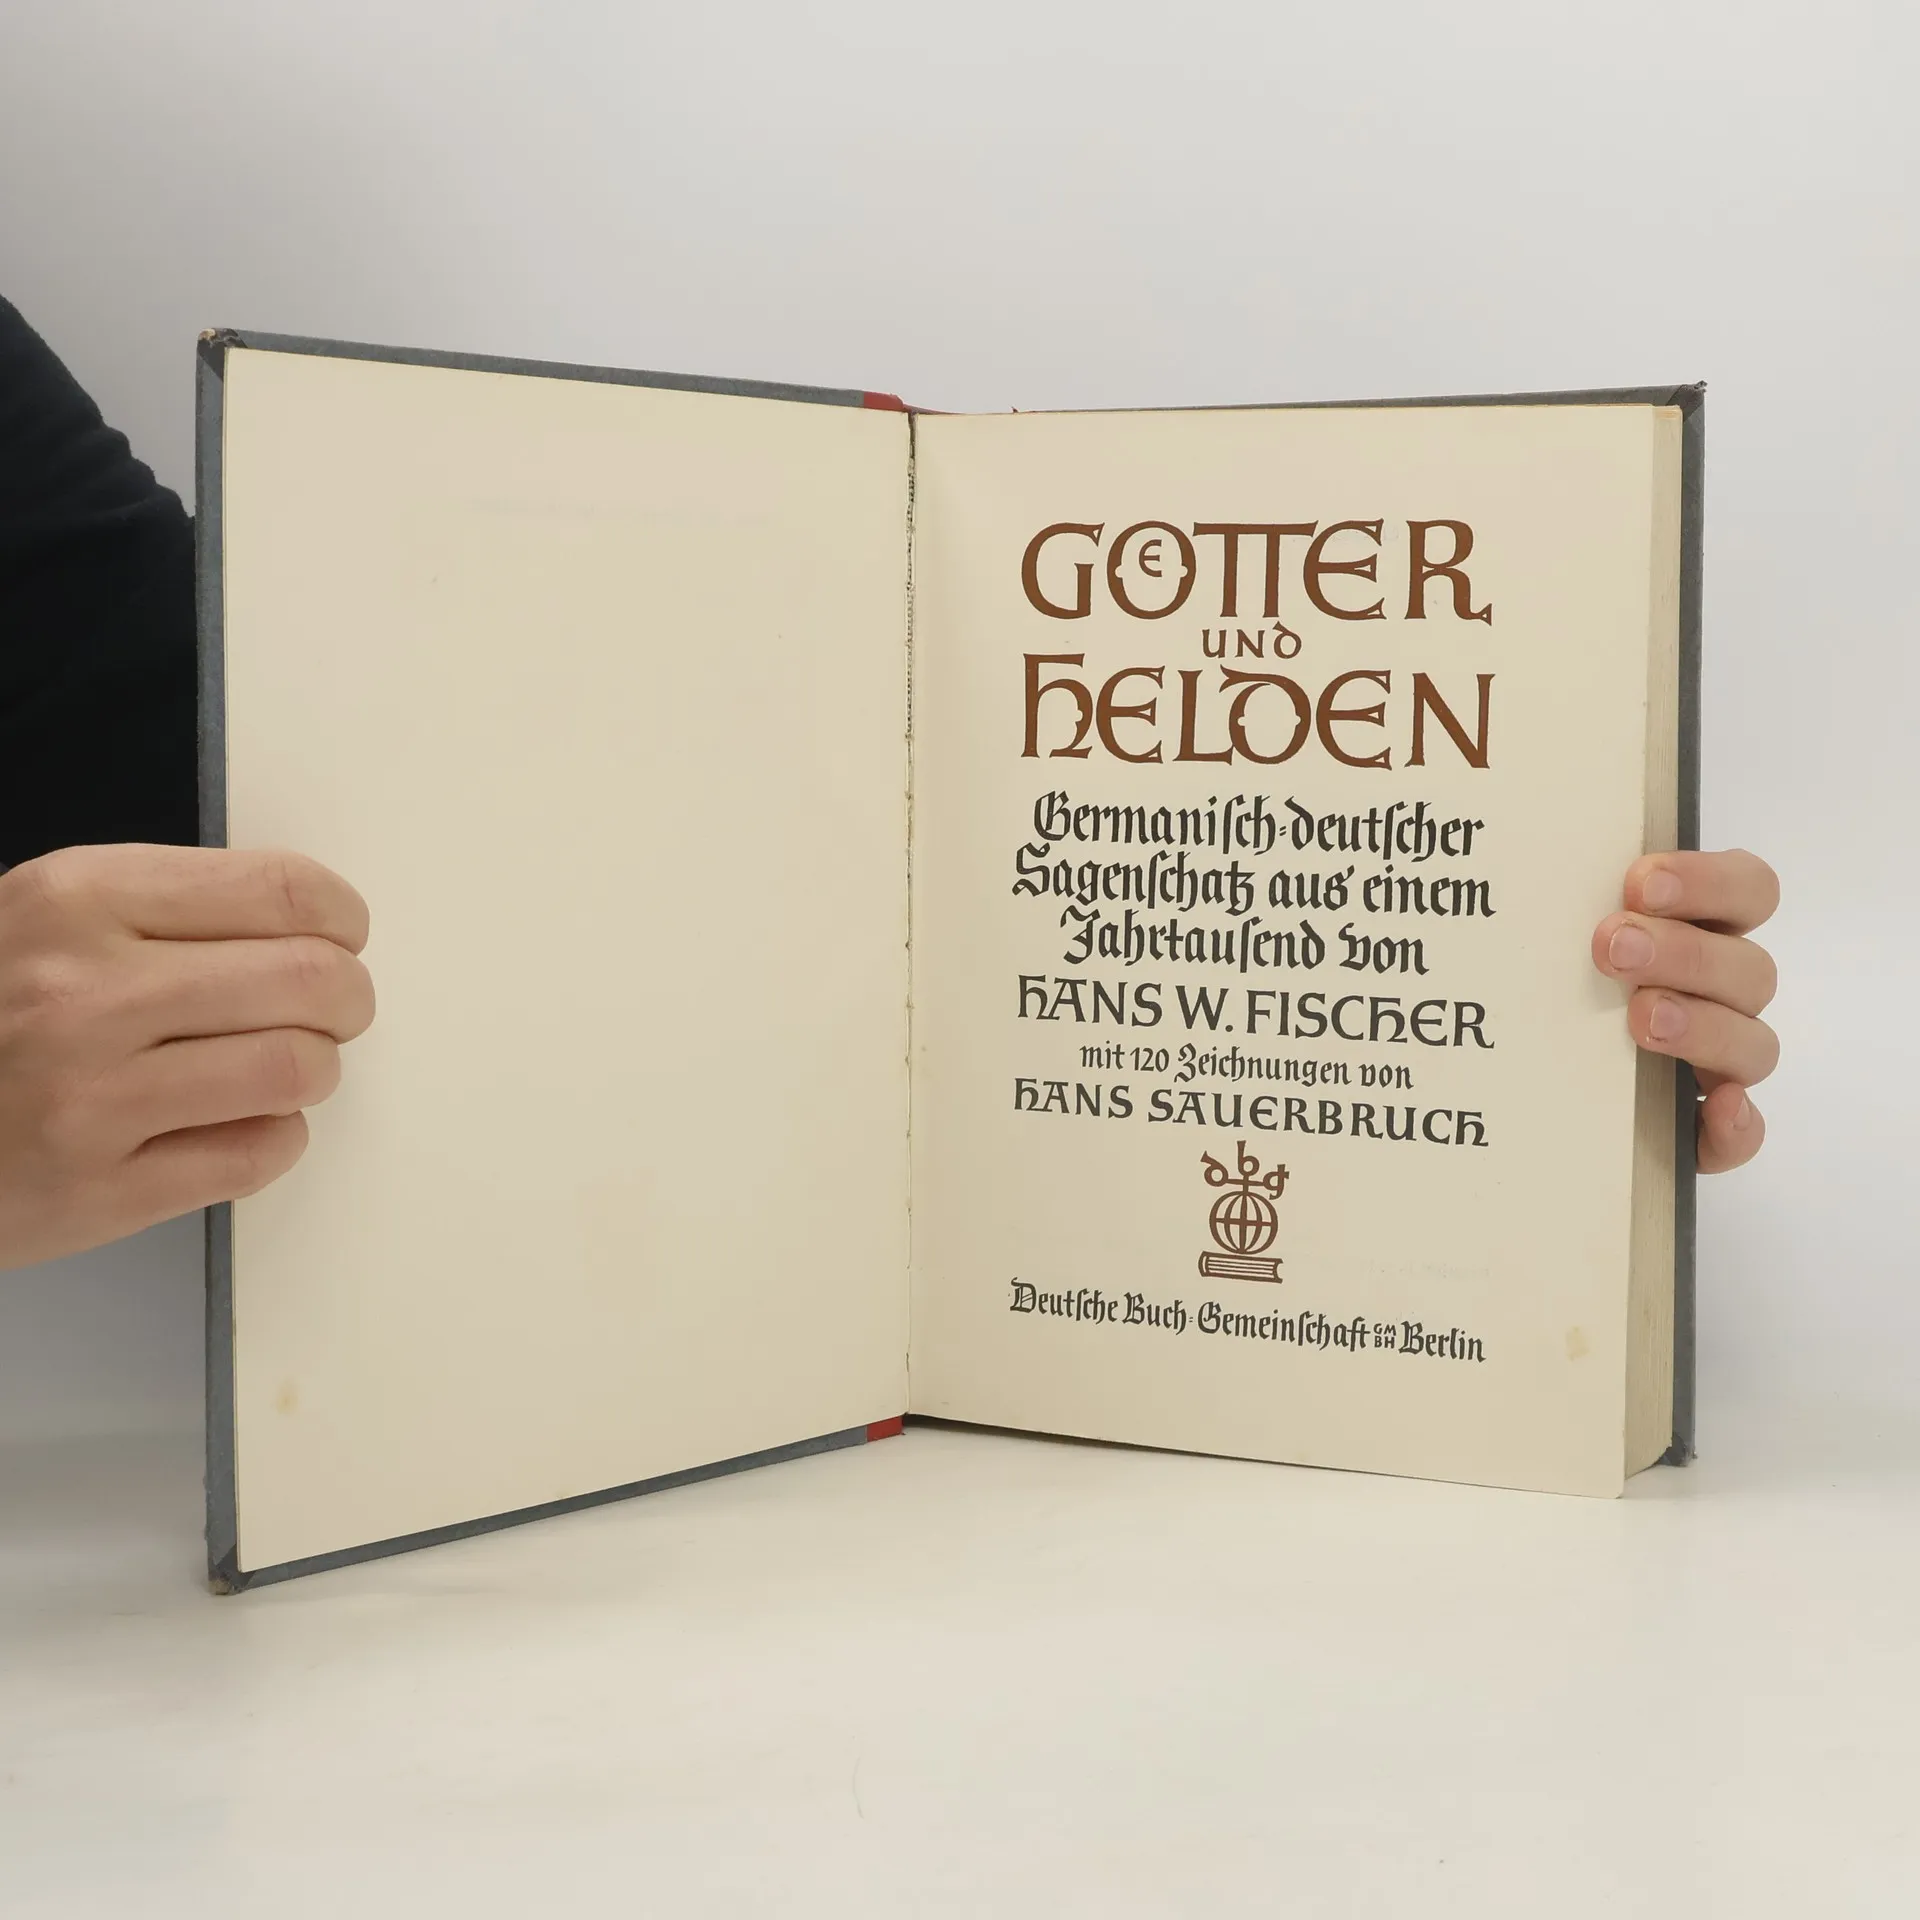 GOETTER
UND
HELDEN
Germaniſch-deutſcher
Sagenſchatz aus einem
Jahrtauſend von
HANS W. FISCHER
mit 120 Zeichnungen von
HANS SAUERBRUCH
dbg
Deutſche Buch-Gemeinſchaft GMBH Berlin